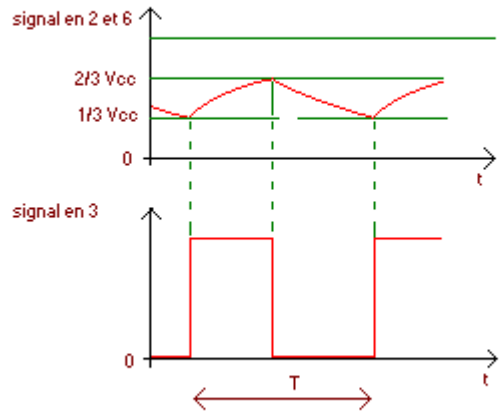 signal en 2 et 6
2/3 Vcc
1/3 Vcc
0
t
signal en 3
0
t
T